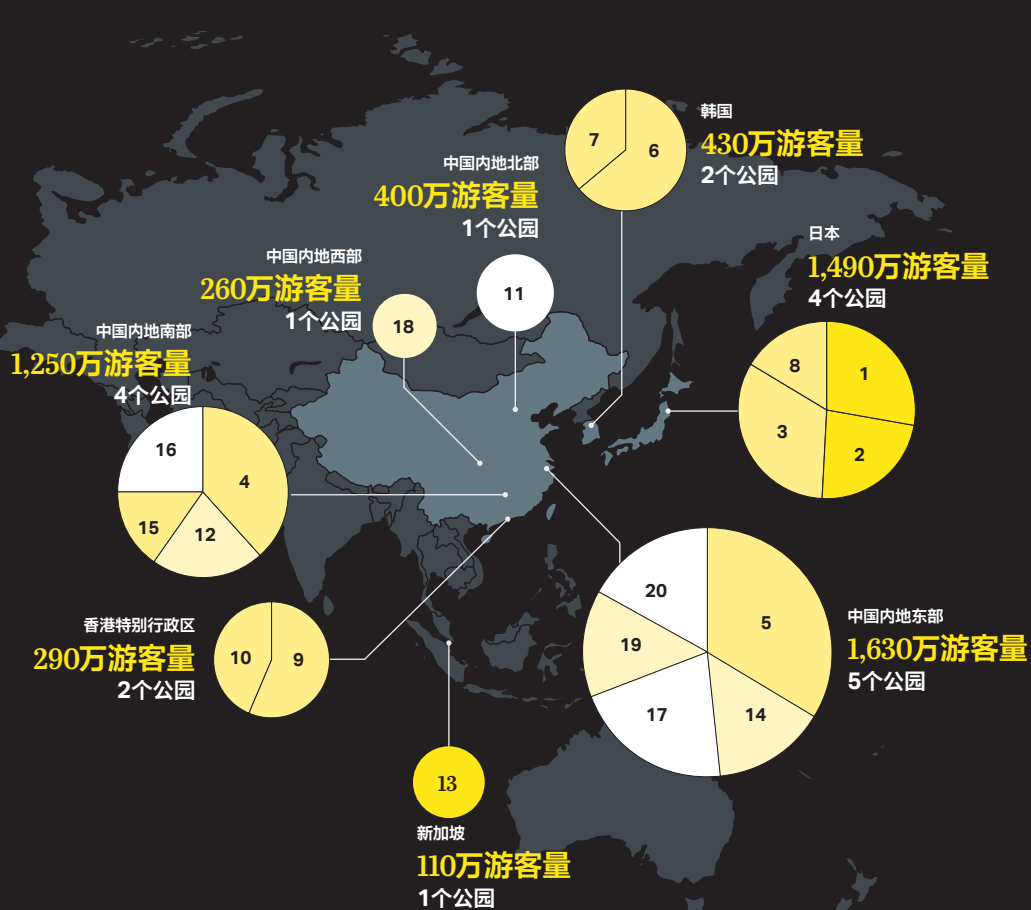 韩国
430万游客量
2个公园
7
6
中国内地北部
400万游客量
1个公园
11
日本
1,490万游客量
4个公园
8
1
3
2
中国内地西部
260万游客量
1个公园
18
中国内地南部
1,250万游客量
4个公园
16
4
15
12
香港特别行政区
290万游客量
2个公园
10
9
中国内地东部
1,630万游客量
5个公园
20
5
19
17
14
13
新加坡
110万游客量
1个公园